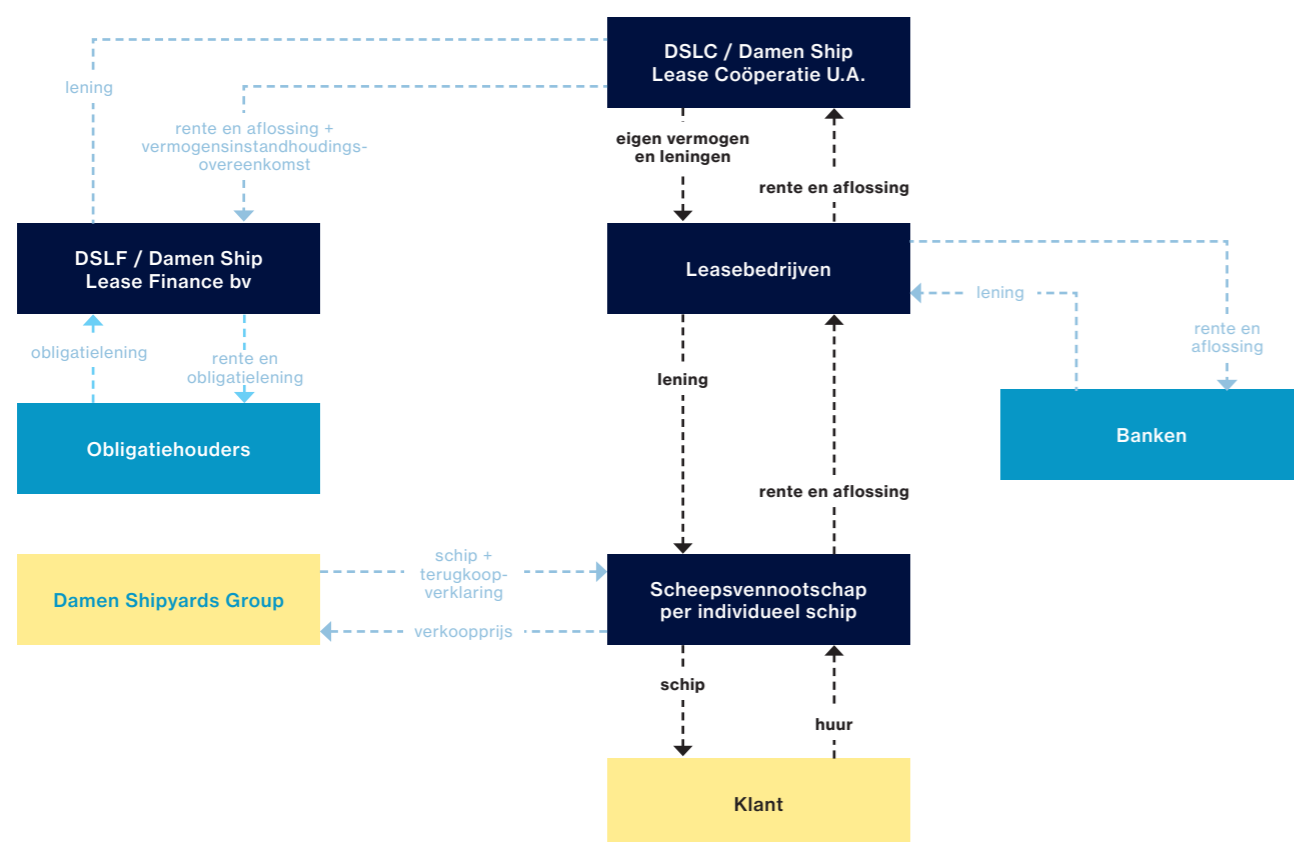 DSLC / Damen Ship
Lease Coöperatie U.A.
lening
rente en aflossing +
vermogensinstandhoudings-
overeenkomst
eigen vermogen
en leningen
rente en aflossing
DSLF / Damen Ship
Lease Finance bv
Leasebedrijven
lening
rente en
aflossing
obligatielening
rente en
obligatielening
lening
Obligatiehouders
Banken
rente en aflossing
Damen Shipyards Group
schip +
terugkoop-
verklaring
verkoopprijs
Scheepsvennootschap
per individueel schip
schip
huur
Klant